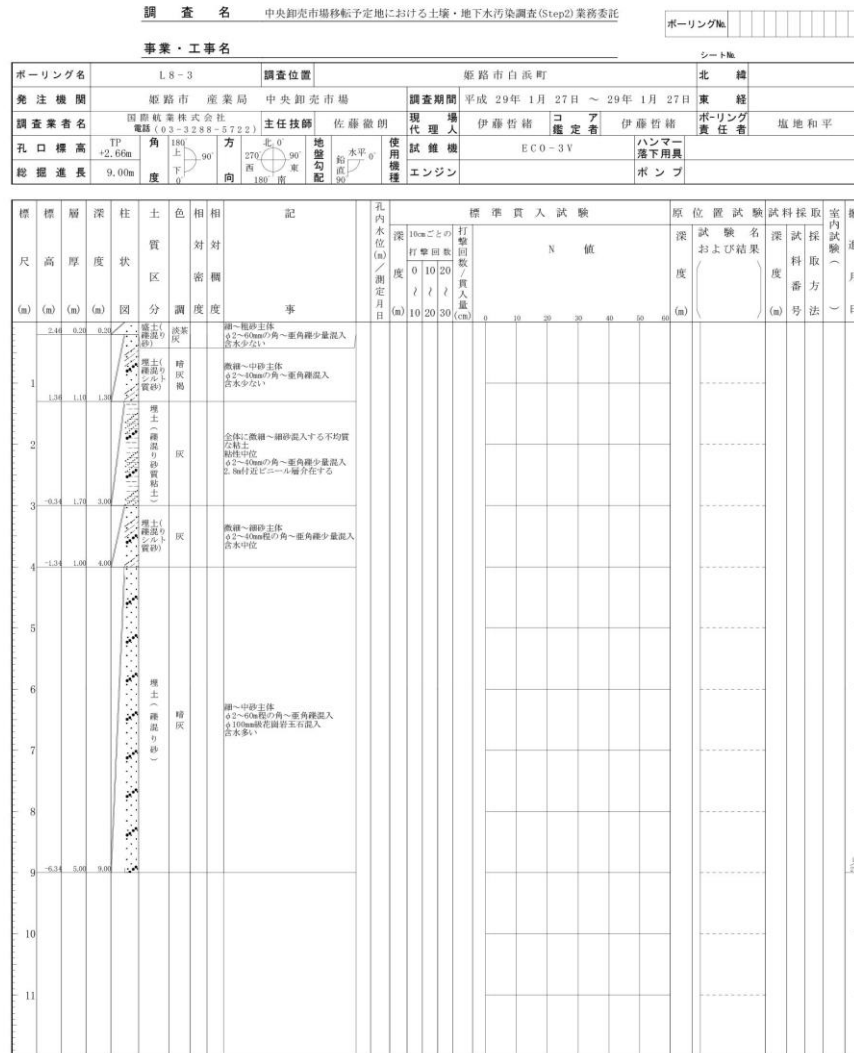 調査名 中央卸売市場移転予定地における土壌・地下水汚染調査(Step2)業務委託
ボーリングNo.
事業・工事名
シートNo.
ボーリング名 L8-3 調査位置 姫路市白浜町 北緯
発注機関 姫路市 産業局 中央卸売市場 調査期間 平成 29年 1月 27日 ～ 29年 1月 27日 東経
調査業者名 国際航業株式会社 電話(03-3288-5722) 主任技師 佐藤徹朗 現場代理人 伊藤哲緒 コア鑑定者 伊藤哲緒 ボーリング責任者 塩地和平
孔口標高 TP +2.66m 角度 180° 上 下 0° 90° 方向 北 0° 270° 西 90° 東 180° 南 地盤勾配 水平 0° 鉛直 90° 使用機種 試錐機 ECO-3V ハンマー落下用具
総掘進長 9.00m エンジン ポンプ
標尺(m) 標高(m) 層厚(m) 深度(m) 柱状図 土質区分 色調 相対密度 相対稠度 記事 孔内水位(m)/測定月日 標準貫入試験 原位置試験 試料採取 室内試験( )
深度(m) 10cmごとの打撃回数 0～10 10～20 20～30 打撃回数/貫入量(cm) N値 深度(m) 試験名および結果( ) 深度(m) 試料番号 採取方法
0 10 20 30 40 50 60
2.46 0.20 0.20 盛土(礫混り砂) 淡茶灰 細～粗砂主体
φ2～60mmの角～亜角礫少量混入
含水少ない
1 1.36 1.10 1.30 埋土(礫混りシルト質砂) 暗灰褐 微細～中砂主体
φ2～40mmの角～亜角礫混入
含水少ない
2 埋土(礫混り砂質粘土) 灰 全体に微細～細砂混入する不均質
な粘土
粘性中位
φ2～40mmの角～亜角礫少量混入
2.8m付近ビニール層介在する
3 -0.34 1.70 3.00
埋土(礫混りシルト質砂) 灰 微細～細砂主体
φ2～40mm程の角～亜角礫少量混入
含水中位
4 -1.34 1.00 4.00
5
6
埋土(礫混り砂) 暗灰 細～中砂主体
φ2～60m程の角～亜角礫混入
φ100mm級花崗岩玉石混入
含水多い
7
8
9 -6.34 5.00 9.00
10
11